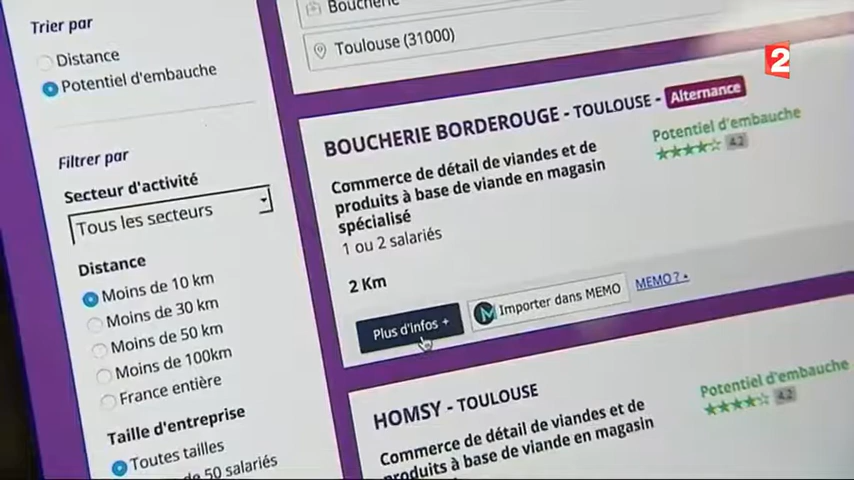 Trier par
Distance
Potentiel d'embauche
Filtrer par
Secteur d'activité
Tous les secteurs
Distance
Moins de 10 km
Moins de 30 km
Moins de 50 km
Moins de 100km
France entière
Taille d'entreprise
Toutes tailles
de 50 salariés
Boucherie
Toulouse (31000)
2
BOUCHERIE BORDEROUGE - TOULOUSE - Alternance
Potentiel d'embauche
4.2
Commerce de détail de viandes et de
produits à base de viande en magasin
spécialisé
1 ou 2 salariés
2 Km
Plus d'infos + Importer dans MEMO MEMO ?
HOMSY - TOULOUSE
Potentiel d'embauche
4.2
Commerce de détail de viandes et de
produits à base de viande en magasin